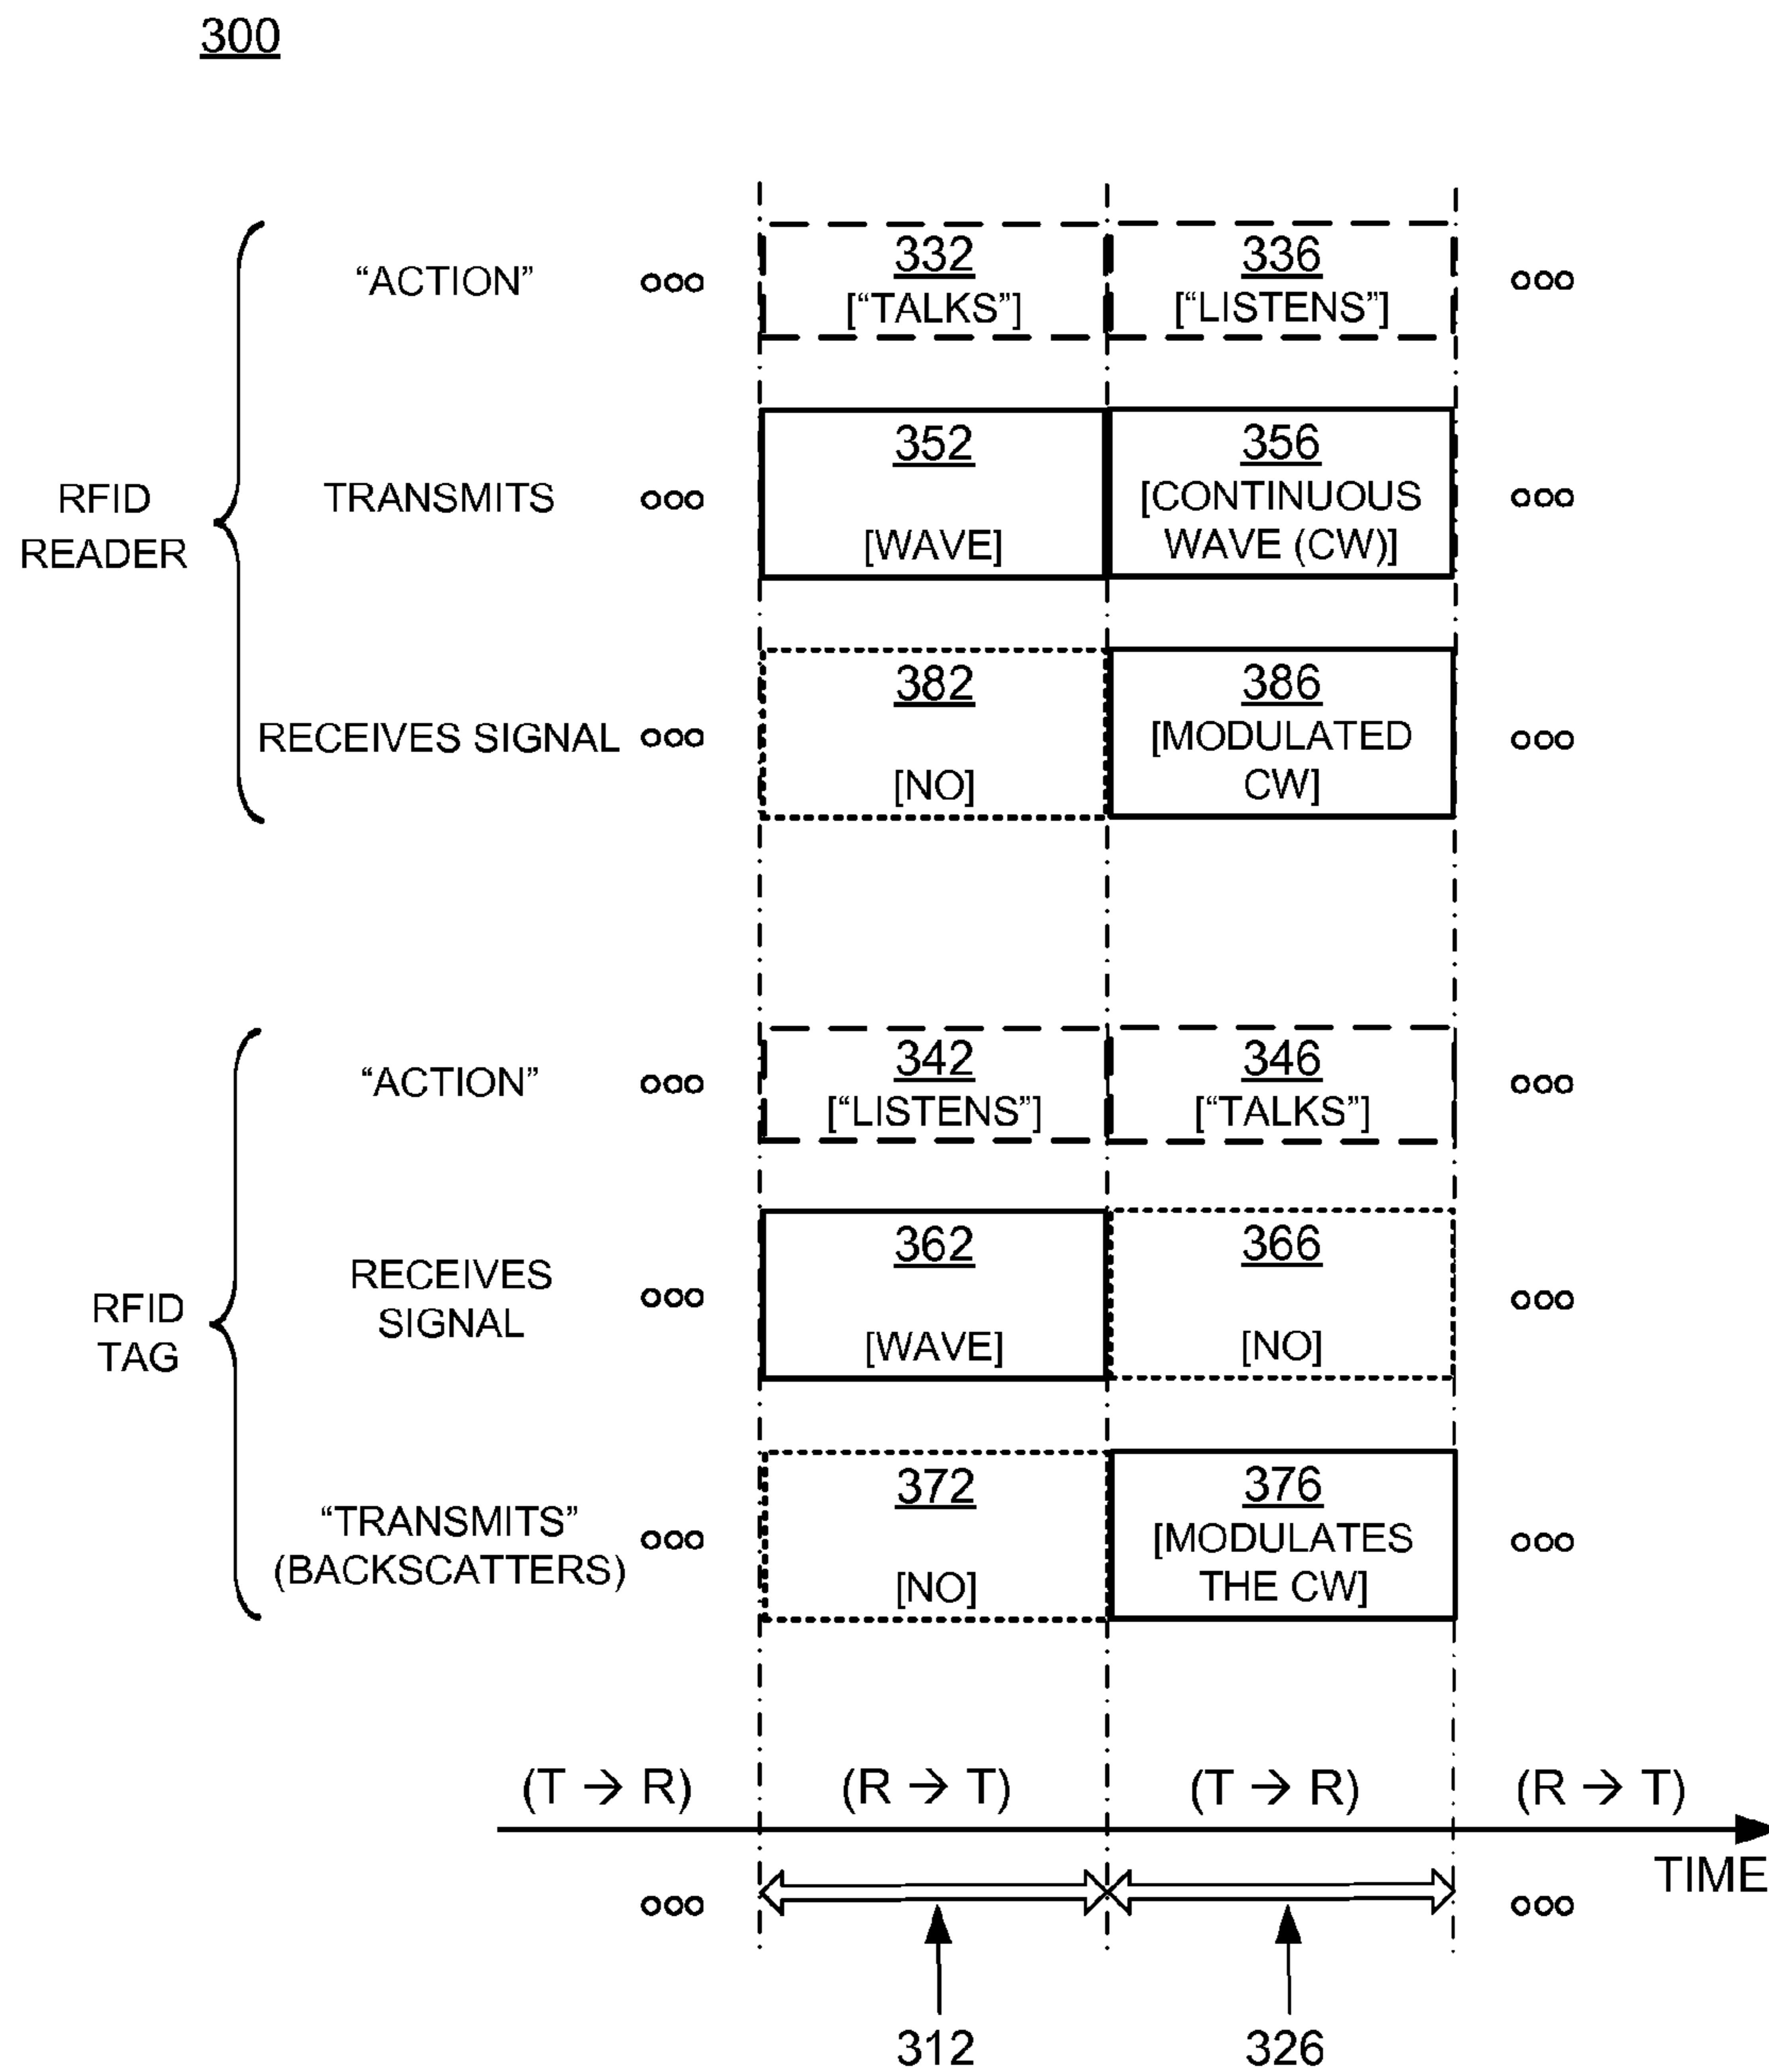 300
RFID
READER
“ACTION”
332
[“TALKS”]
336
[“LISTENS”]
TRANSMITS
352
[WAVE]
356
[CONTINUOUS
WAVE (CW)]
RECEIVES SIGNAL
382
[NO]
386
[MODULATED
CW]
RFID
TAG
“ACTION”
342
[“LISTENS”]
346
[“TALKS”]
RECEIVES
SIGNAL
362
[WAVE]
366
[NO]
“TRANSMITS”
(BACKSCATTERS)
372
[NO]
376
[MODULATES
THE CW]
(T → R) (R → T) (T → R) (R → T)
TIME
312 326